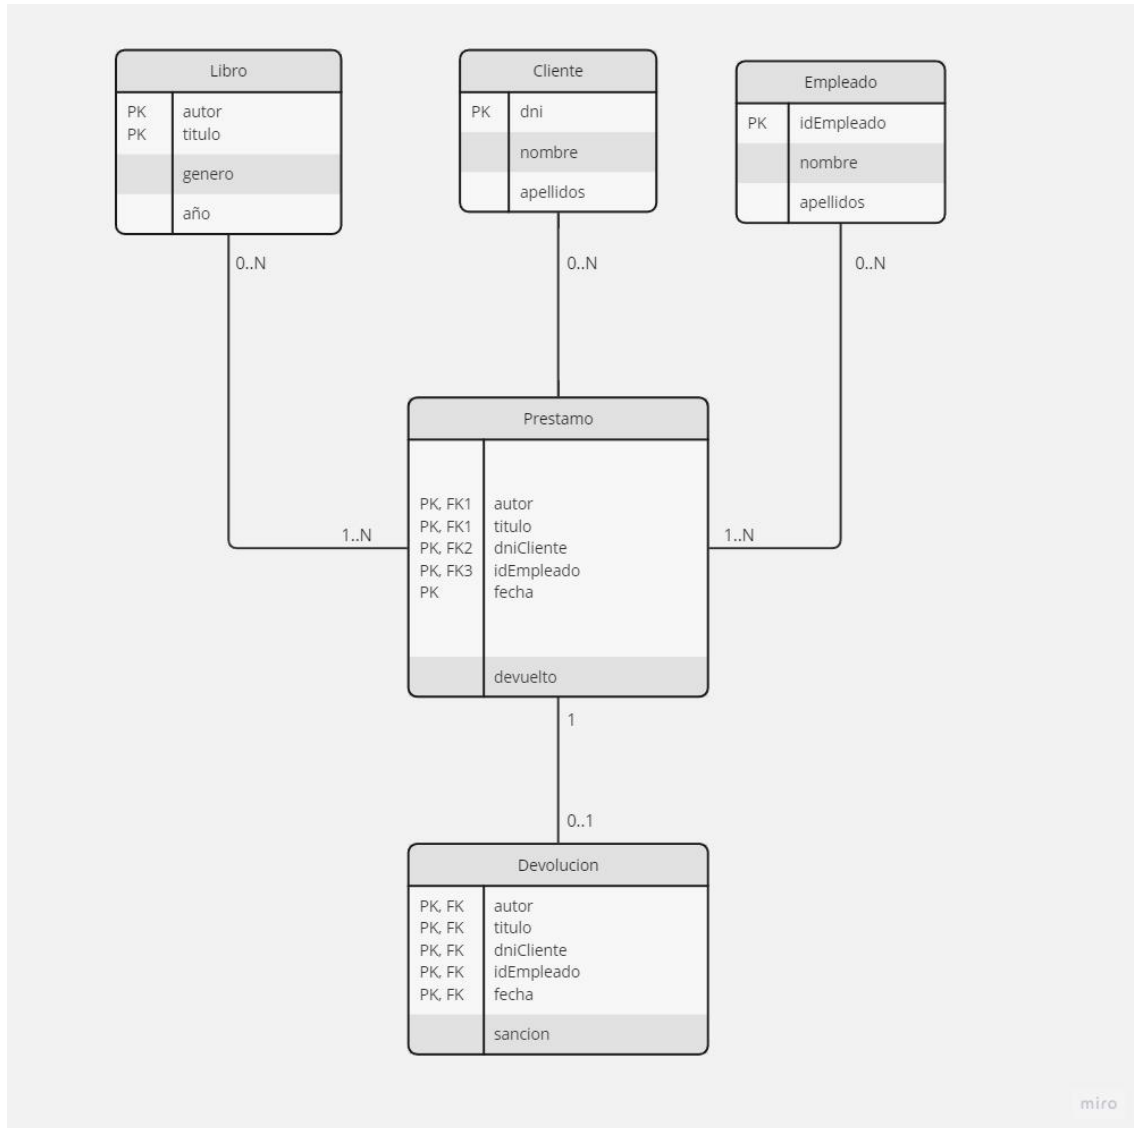 Libro
PK autor
PK titulo
genero
año
Cliente
PK dni
nombre
apellidos
Empleado
PK idEmpleado
nombre
apellidos
0..N
0..N
0..N
1..N
1..N
Prestamo
PK, FK1 autor
PK, FK1 titulo
PK, FK2 dniCliente
PK, FK3 idEmpleado
PK fecha
devuelto
1
0..1
Devolucion
PK, FK autor
PK, FK titulo
PK, FK dniCliente
PK, FK idEmpleado
PK, FK fecha
sancion
miro